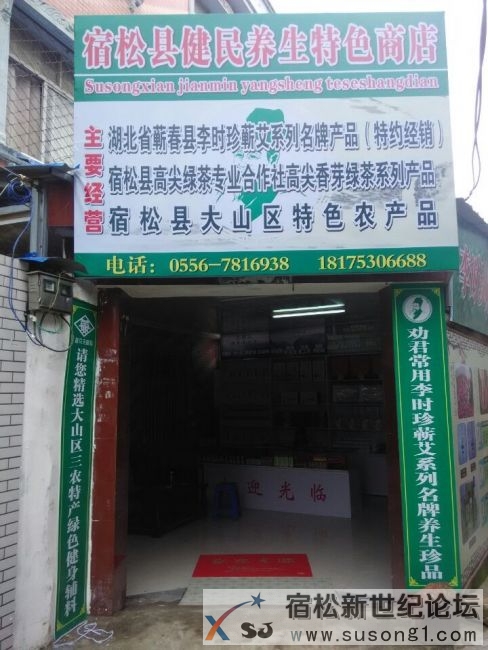 宿松县健民养生特色商店
Susongxian jianmin yangsheng teseshangdian
主要经营
湖北省蕲春县李时珍蕲艾系列名牌产品（特约经销）
宿松县高尖绿茶专业合作社高尖香芽绿茶系列产品
宿松县大山区特色农产品
电话：0556-7816938 18175306688
请您精选大山区三农特产绿色健身辅料
劝君常用李时珍蕲艾系列名牌养生珍品
迎光临
宿松新世纪论坛
SJ
www.susong1.com